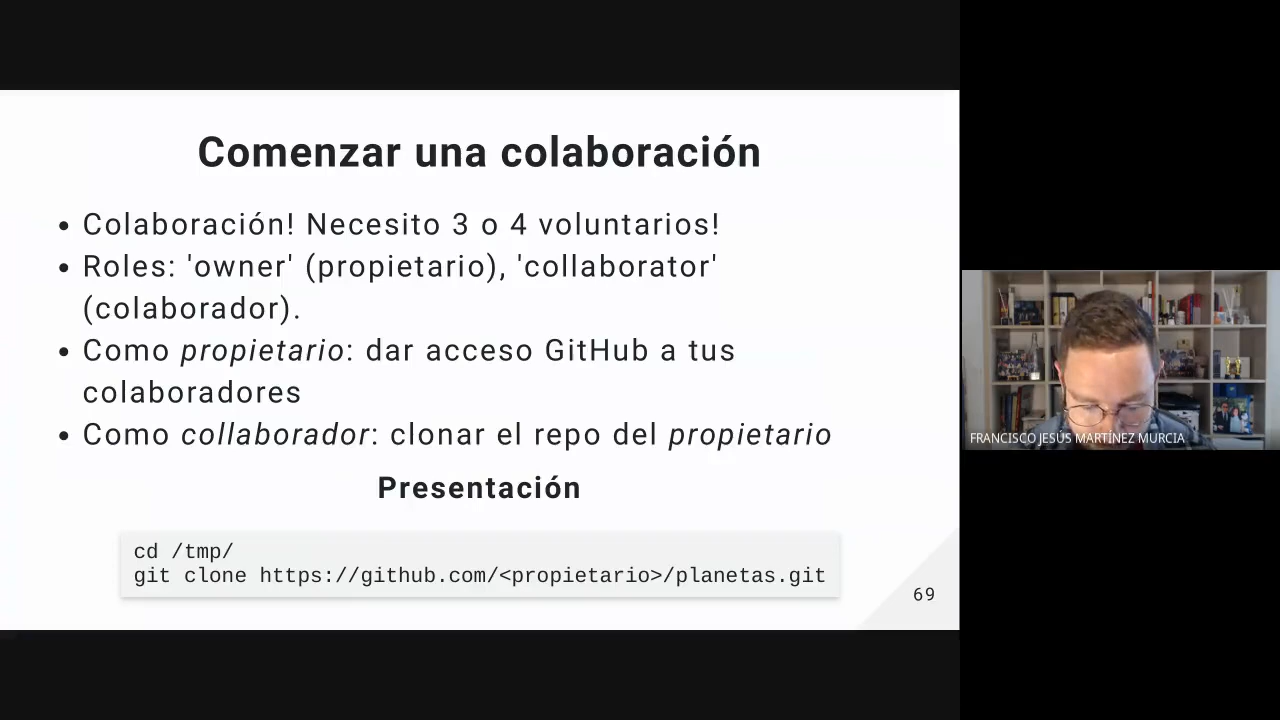 Comenzar una colaboración
• Colaboración! Necesito 3 o 4 voluntarios!
• Roles: 'owner' (propietario), 'collaborator'
(colaborador).
• Como propietario: dar acceso GitHub a tus
colaboradores
• Como collaborador: clonar el repo del propietario
Presentación
cd /tmp/
git clone https://github.com/<propietario>/planetas.git
69
FRANCISCO JESÚS MARTÍNEZ MURCIA